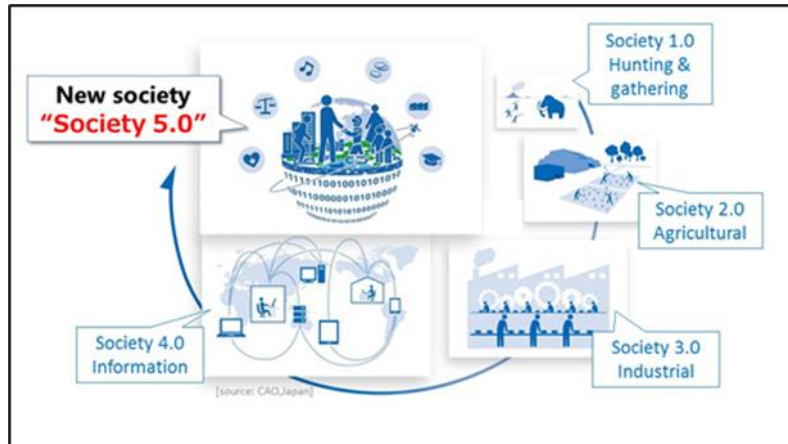 New society
"Society 5.0"
Society 1.0
Hunting &
gathering
Society 2.0
Agricultural
Society 3.0
Industrial
Society 4.0
Information
[source: CAO,Japan]